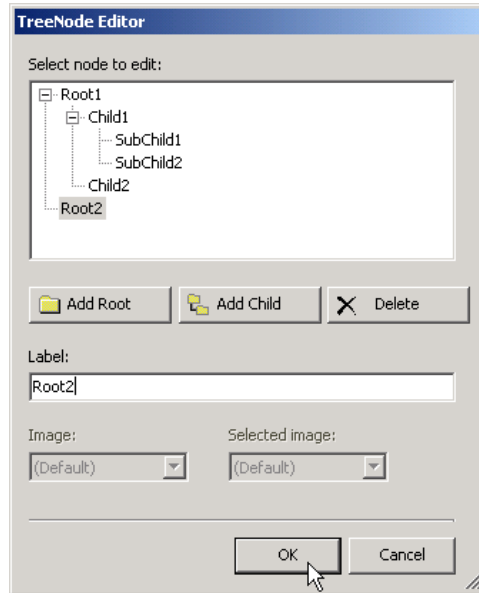 TreeNode Editor
Select node to edit:
Root1
Child1
SubChild1
SubChild2
Child2
Root2
Add Root Add Child Delete
Label:
Root2
Image: Selected image:
(Default) (Default)
OK Cancel